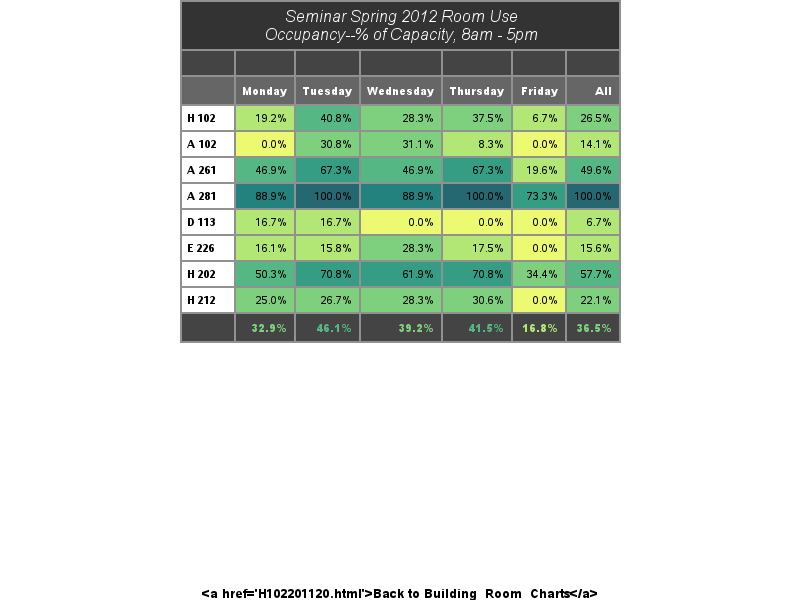 Seminar Spring 2012 Room Use
Occupancy--% of Capacity, 8am - 5pm
Monday Tuesday Wednesday Thursday Friday All
H 102 19.2% 40.8% 28.3% 37.5% 6.7% 26.5%
A 102 0.0% 30.8% 31.1% 8.3% 0.0% 14.1%
A 261 46.9% 67.3% 46.9% 67.3% 19.6% 49.6%
A 281 88.9% 100.0% 88.9% 100.0% 73.3% 100.0%
D 113 16.7% 16.7% 0.0% 0.0% 0.0% 6.7%
E 226 16.1% 15.8% 28.3% 17.5% 0.0% 15.6%
H 202 50.3% 70.8% 61.9% 70.8% 34.4% 57.7%
H 212 25.0% 26.7% 28.3% 30.6% 0.0% 22.1%
32.9% 46.1% 39.2% 41.5% 16.8% 36.5%
<a href='H102201120.html'>Back to Building_Room_Charts</a>